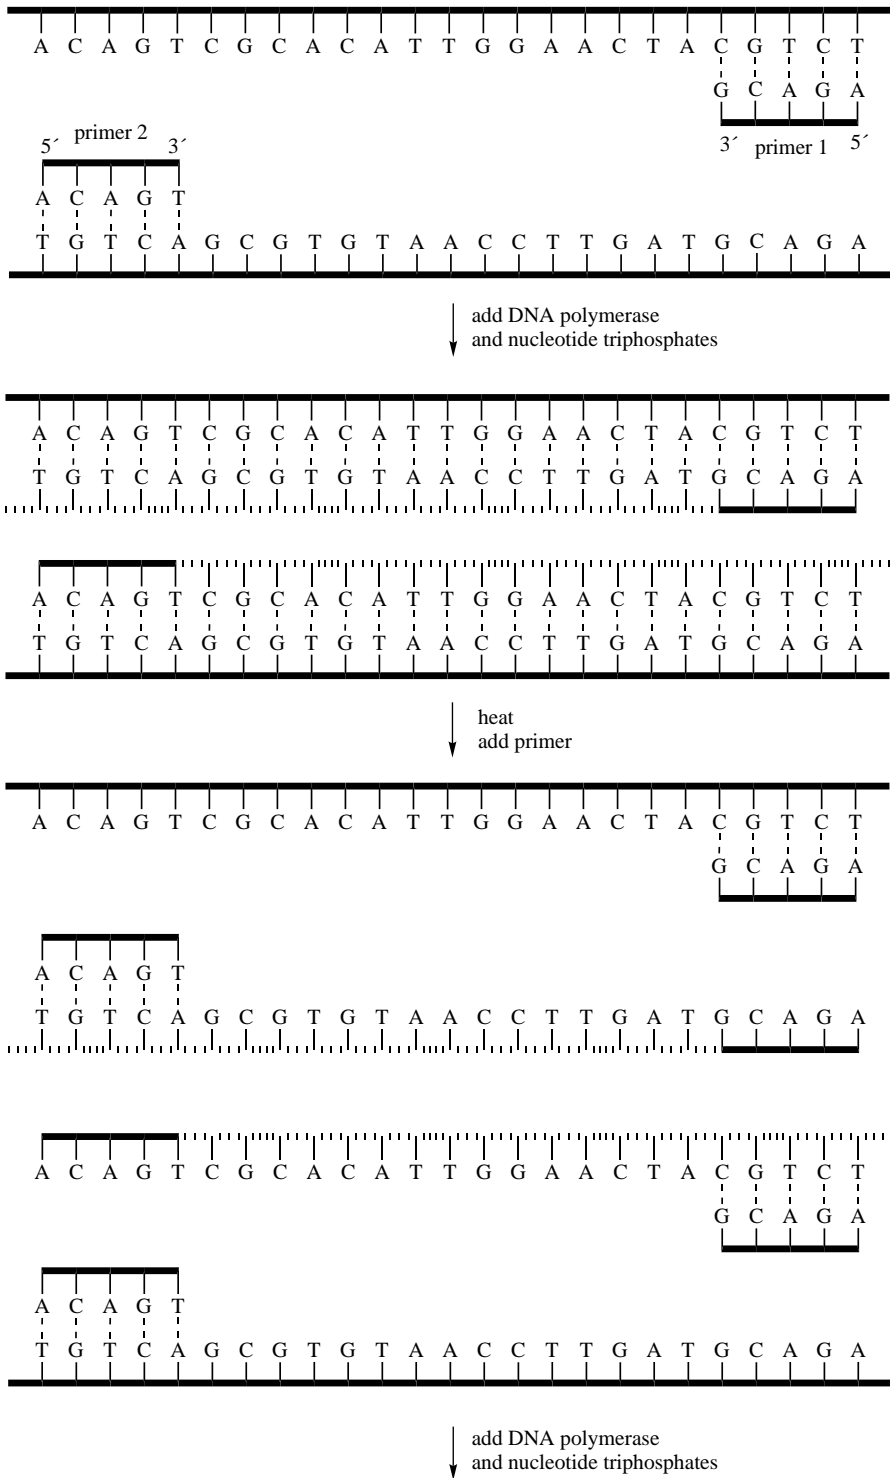 A C A G T C G C A C A T T G G A A C T A C G T C T
G C A G A
3´ primer 1 5´
5´ primer 2 3´
A C A G T
T G T C A G C G T G T A A C C T T G A T G C A G A
add DNA polymerase
and nucleotide triphosphates
A C A G T C G C A C A T T G G A A C T A C G T C T
T G T C A G C G T G T A A C C T T G A T G C A G A
A C A G T C G C A C A T T G G A A C T A C G T C T
T G T C A G C G T G T A A C C T T G A T G C A G A
heat
add primer
A C A G T C G C A C A T T G G A A C T A C G T C T
G C A G A
A C A G T
T G T C A G C G T G T A A C C T T G A T G C A G A
A C A G T C G C A C A T T G G A A C T A C G T C T
G C A G A
A C A G T
T G T C A G C G T G T A A C C T T G A T G C A G A
add DNA polymerase
and nucleotide triphosphates